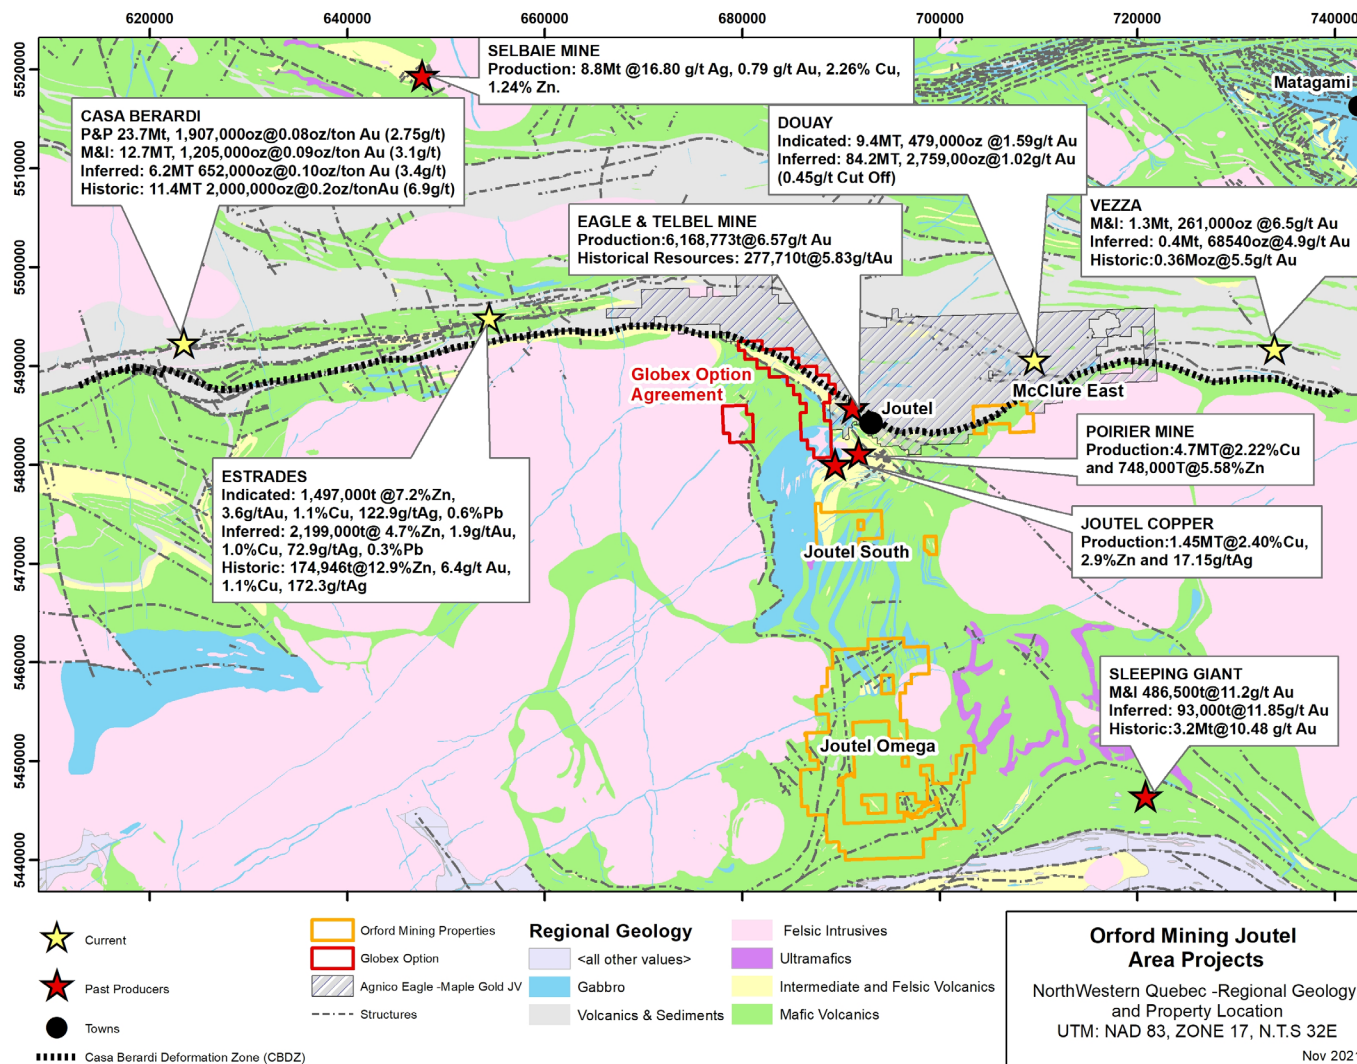 620000
640000
660000
680000
700000
720000
740000
5520000
5510000
5500000
5490000
5480000
5470000
5460000
5450000
5440000
SELBAIE MINE
Production: 8.8Mt @16.80 g/t Ag, 0.79 g/t Au, 2.26% Cu,
1.24% Zn.
Matagami
CASA BERARDI
P&P 23.7Mt, 1,907,000oz@0.08oz/ton Au (2.75g/t)
M&I: 12.7MT, 1,205,000oz@0.09oz/ton Au (3.1g/t)
Inferred: 6.2MT 652,000oz@0.10oz/ton Au (3.4g/t)
Historic: 11.4MT 2,000,000oz@0.2oz/tonAu (6.9g/t)
DOUAY
Indicated: 9.4MT, 479,000oz @1.59g/t Au
Inferred: 84.2MT, 2,759,00oz@1.02g/t Au
(0.45g/t Cut Off)
VEZZA
M&I: 1.3Mt, 261,000oz @6.5g/t Au
Inferred: 0.4Mt, 68540oz@4.9g/t Au
Historic:0.36Moz@5.5g/t Au
EAGLE & TELBEL MINE
Production:6,168,773t@6.57g/t Au
Historical Resources: 277,710t@5.83g/tAu
Globex Option
Agreement
Joutel
McClure East
POIRIER MINE
Production:4.7MT@2.22%Cu
and 748,000T@5.58%Zn
ESTRADES
Indicated: 1,497,000t @7.2%Zn,
3.6g/tAu, 1.1%Cu, 122.9g/tAg, 0.6%Pb
Inferred: 2,199,000t@ 4.7%Zn, 1.9g/tAu,
1.0%Cu, 72.9g/tAg, 0.3%Pb
Historic: 174,946t@12.9%Zn, 6.4g/t Au,
1.1%Cu, 172.3g/tAg
JOUTEL COPPER
Production:1.45MT@2.40%Cu,
2.9%Zn and 17.15g/tAg
Joutel South
SLEEPING GIANT
M&I 486,500t@11.2g/t Au
Inferred: 93,000t@11.85g/t Au
Historic:3.2Mt@10.48 g/t Au
Joutel Omega
Current
Past Producers
Towns
Casa Berardi Deformation Zone (CBDZ)
Orford Mining Properties
Globex Option
Agnico Eagle -Maple Gold JV
Structures
Regional Geology
<all other values>
Gabbro
Volcanics & Sediments
Felsic Intrusives
Ultramafics
Intermediate and Felsic Volcanics
Mafic Volcanics
Orford Mining Joutel
Area Projects
NorthWestern Quebec -Regional Geology
and Property Location
UTM: NAD 83, ZONE 17, N.T.S 32E
Nov 2021